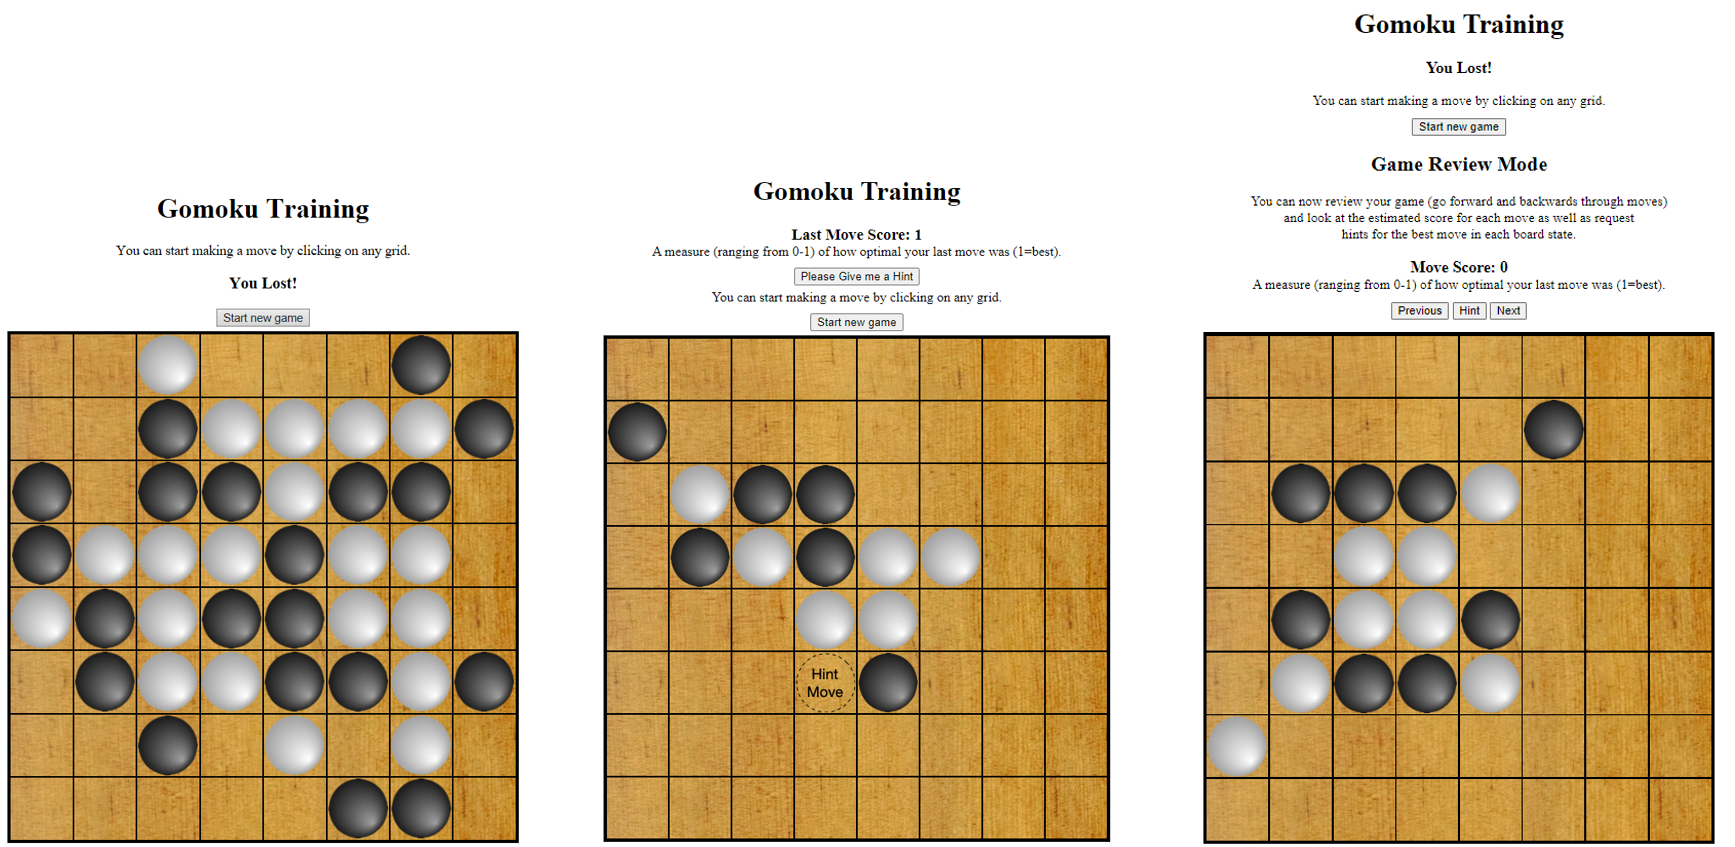 Gomoku Training
You can start making a move by clicking on any grid.
You Lost!
Start new game
Gomoku Training
Last Move Score: 1
A measure (ranging from 0-1) of how optimal your last move was (1=best).
Please Give me a Hint
You can start making a move by clicking on any grid.
Start new game
Hint
Move
Gomoku Training
You Lost!
You can start making a move by clicking on any grid.
Start new game
Game Review Mode
You can now review your game (go forward and backwards through moves)
and look at the estimated score for each move as well as request
hints for the best move in each board state.
Move Score: 0
A measure (ranging from 0-1) of how optimal your last move was (1=best).
Previous Hint Next